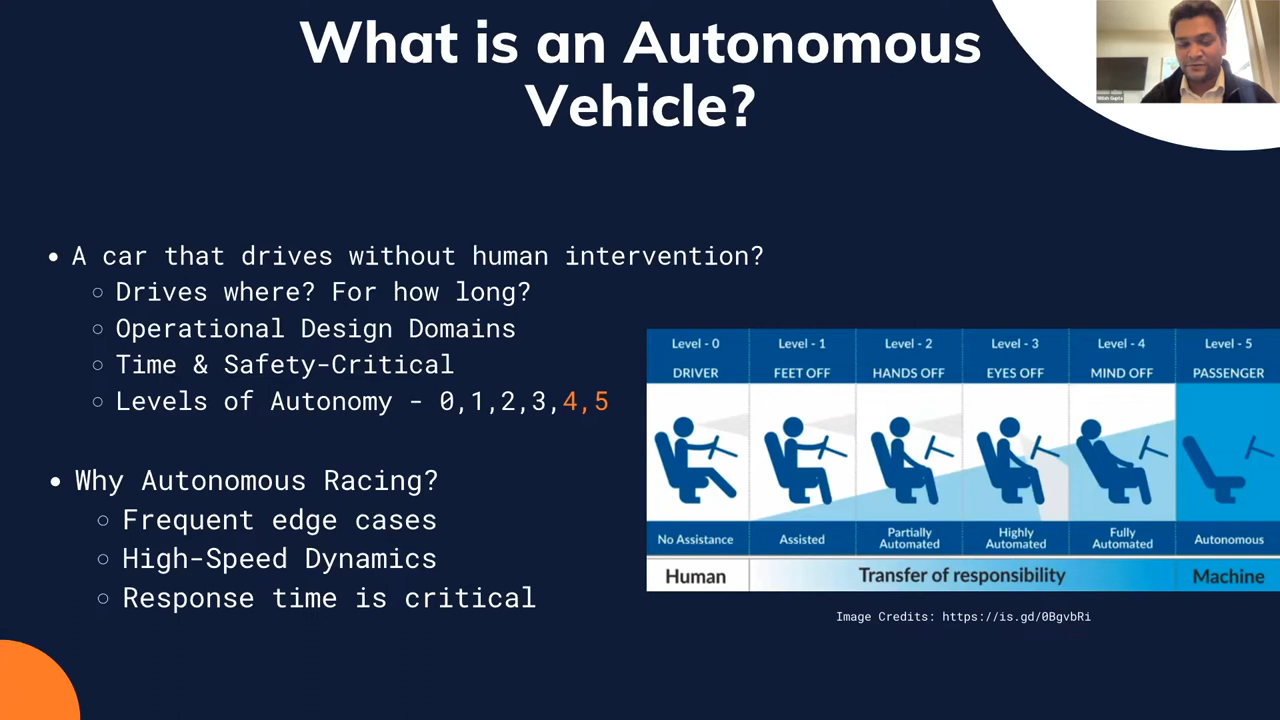 What is an Autonomous
Vehicle?
Nitish Gupta
• A car that drives without human intervention?
○ Drives where? For how long?
○ Operational Design Domains
○ Time & Safety-Critical
○ Levels of Autonomy - 0,1,2,3,4,5
• Why Autonomous Racing?
○ Frequent edge cases
○ High-Speed Dynamics
○ Response time is critical
Level - 0 Level - 1 Level - 2 Level - 3 Level - 4 Level - 5
DRIVER FEET OFF HANDS OFF EYES OFF MIND OFF PASSENGER
No Assistance Assisted Partially Automated Highly Automated Fully Automated Autonomous
Human Transfer of responsibility Machine
Image Credits: https://is.gd/0BgvbRi